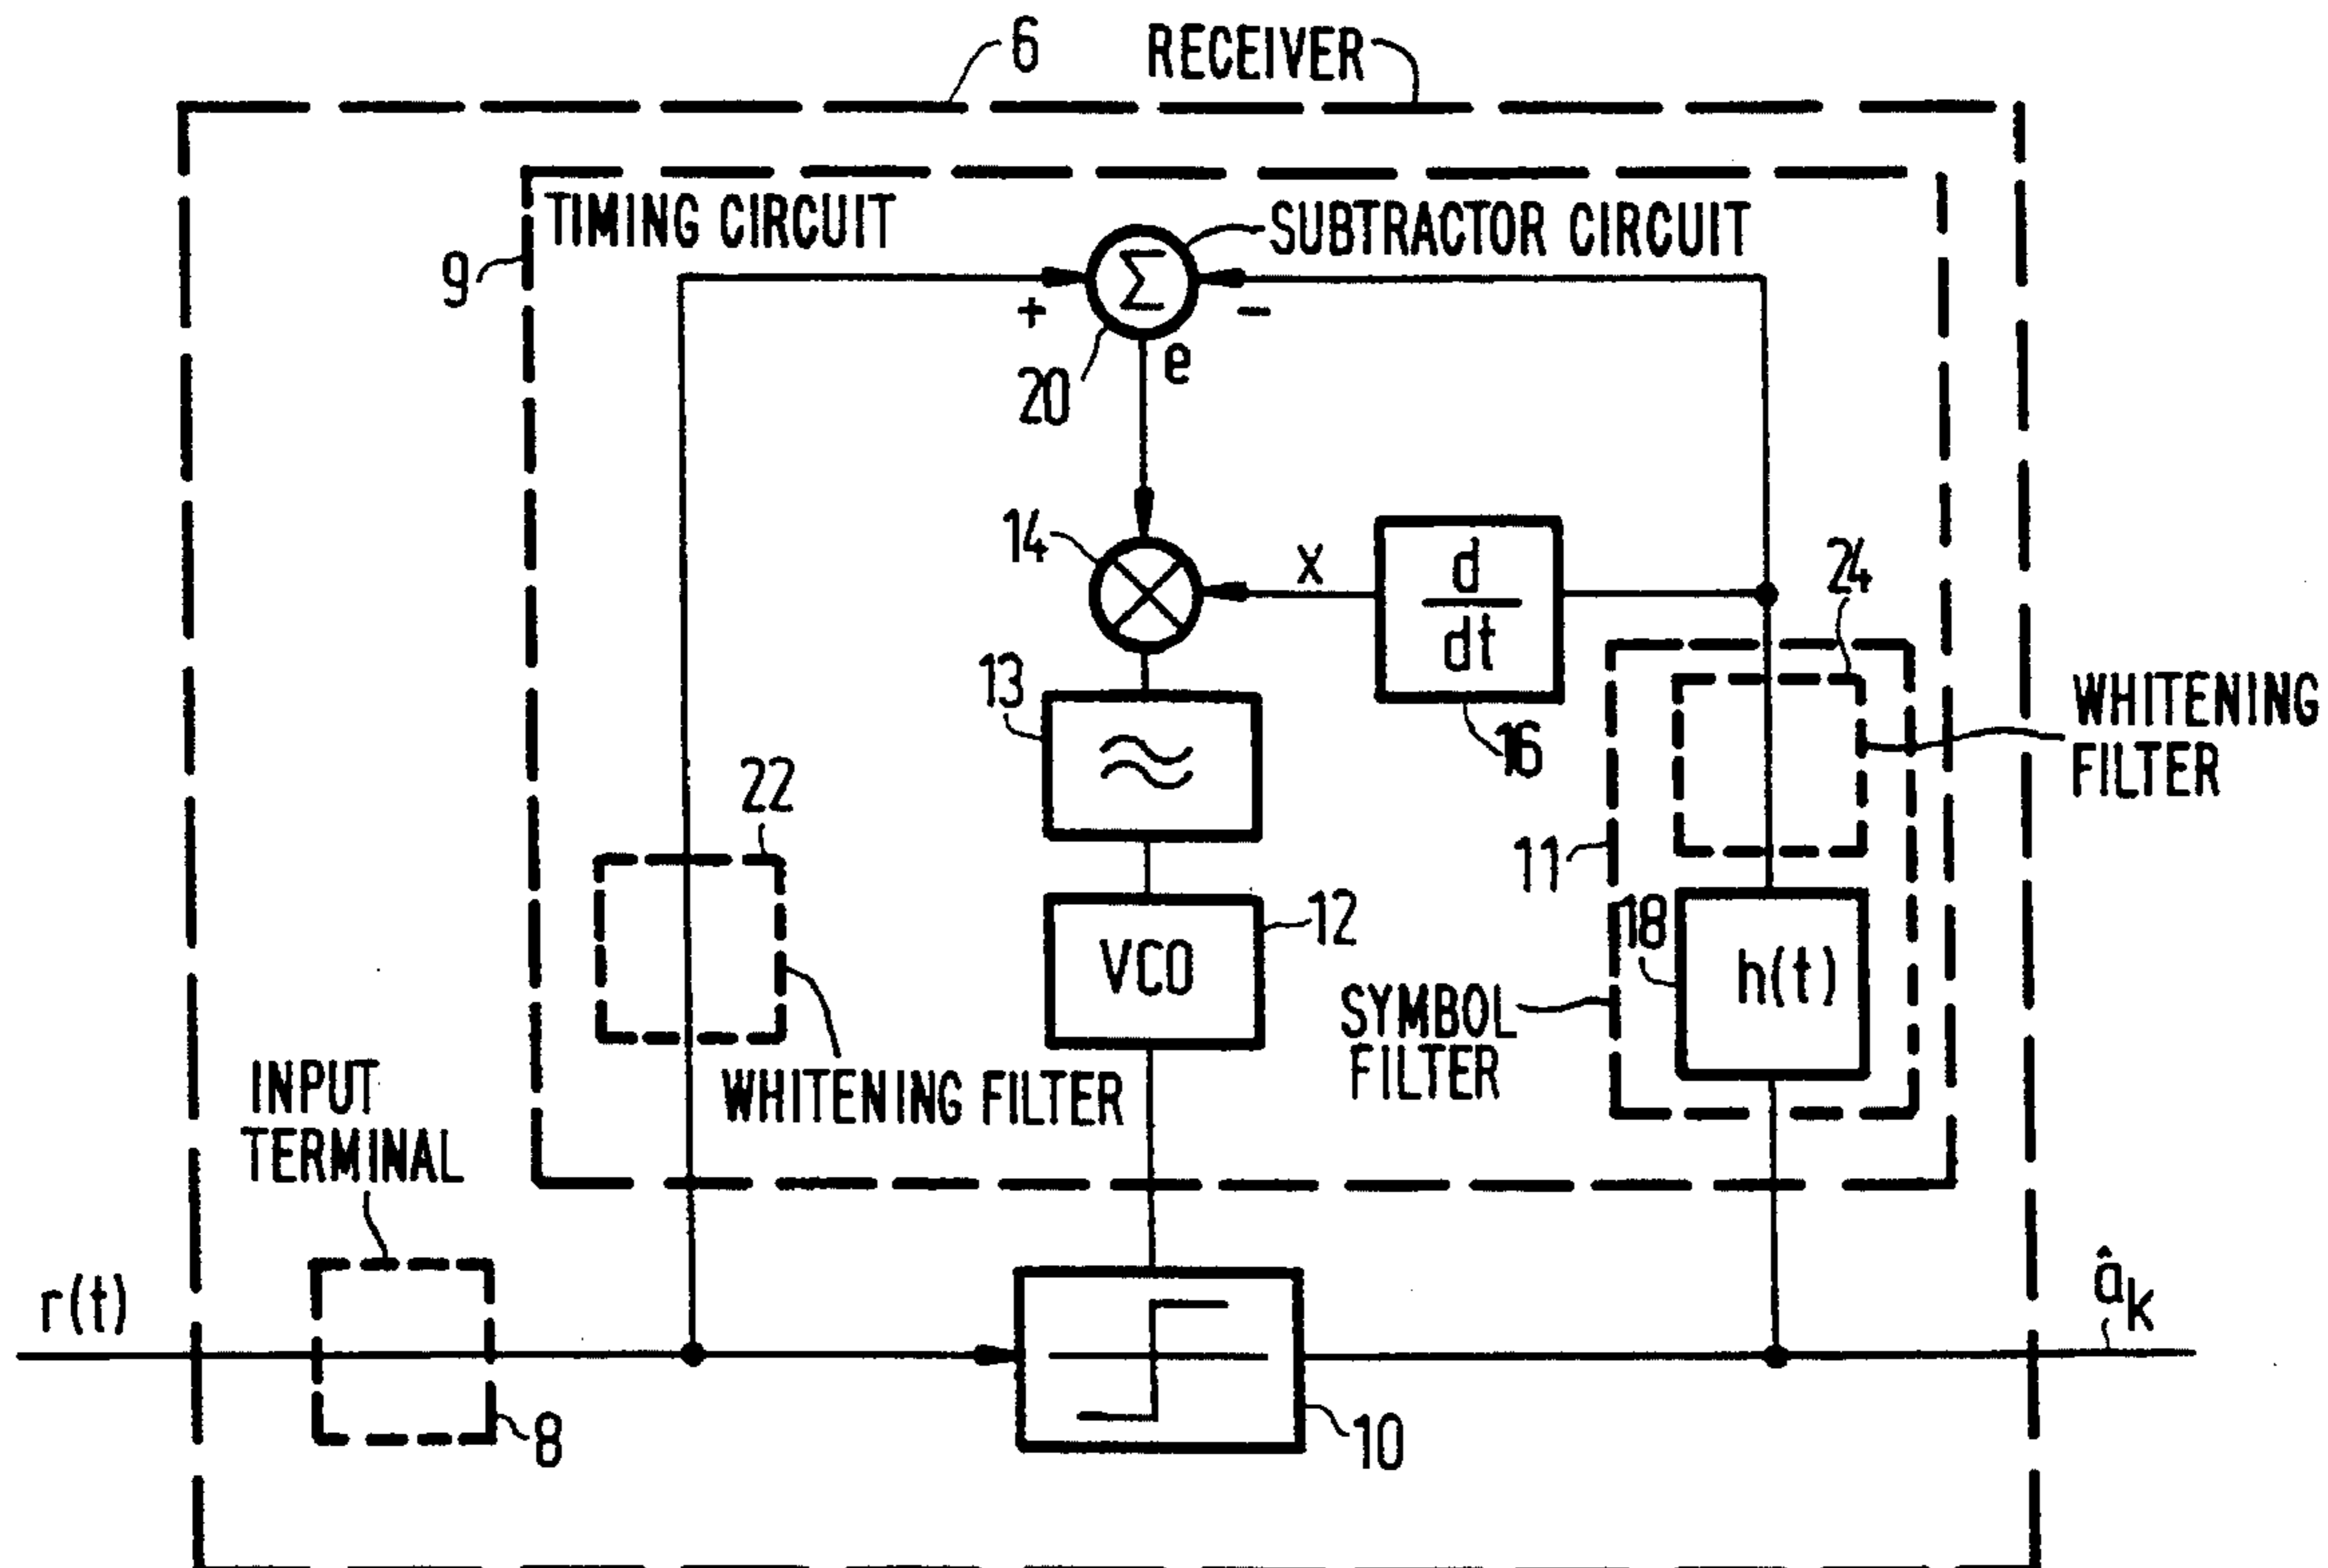 6
RECEIVER
TIMING CIRCUIT
SUBTRACTOR CIRCUIT
9
Σ
+
−
20
e
14
X
d
dt
24
13
16
WHITENING
FILTER
22
11
12
VCO
18
h(t)
SYMBOL
FILTER
WHITENING FILTER
INPUT
TERMINAL
r(t)
âk
8
10